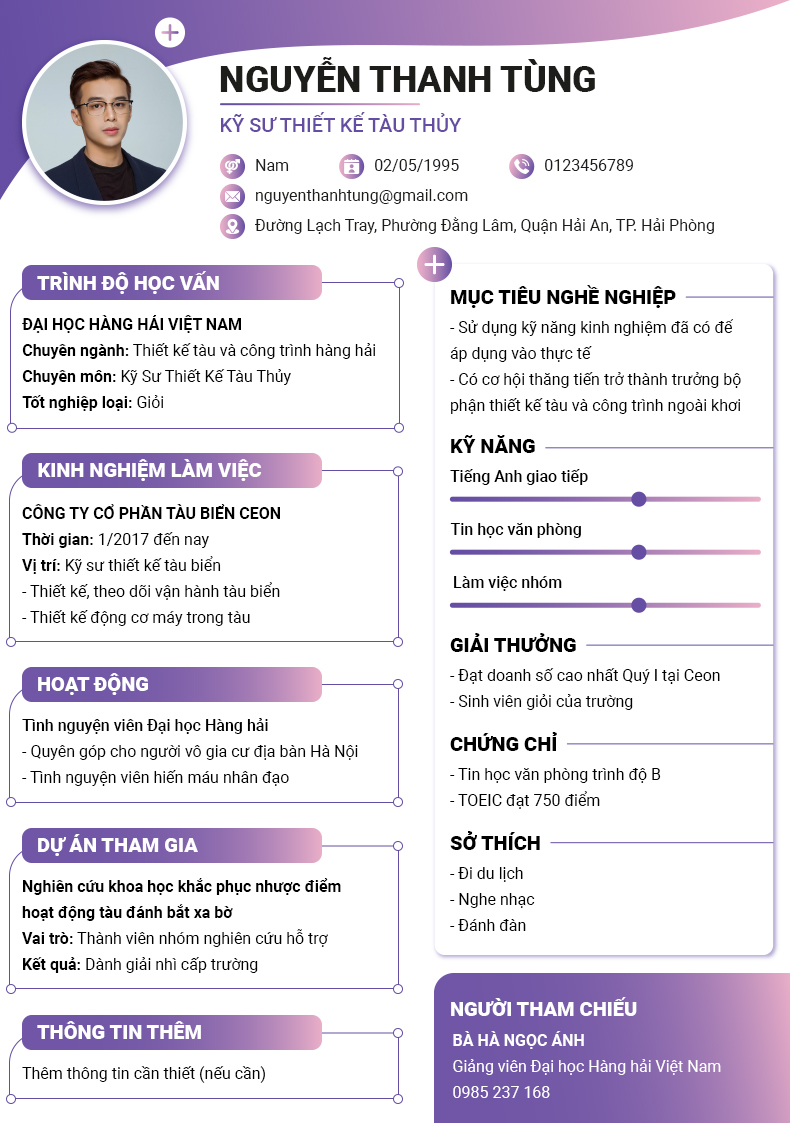 NGUYỄN THANH TÙNG
KỸ SƯ THIẾT KẾ TÀU THỦY
Nam 02/05/1995 0123456789
nguyenthanhtung@gmail.com
Đường Lạch Tray, Phường Đằng Lâm, Quận Hải An, TP. Hải Phòng
TRÌNH ĐỘ HỌC VẤN
ĐẠI HỌC HÀNG HẢI VIỆT NAM
Chuyên ngành: Thiết kế tàu và công trình hàng hải
Chuyên môn: Kỹ Sư Thiết Kế Tàu Thủy
Tốt nghiệp loại: Giỏi
KINH NGHIỆM LÀM VIỆC
CÔNG TY CỔ PHẦN TÀU BIỂN CEON
Thời gian: 1/2017 đến nay
Vị trí: Kỹ sư thiết kế tàu biển
- Thiết kế, theo dõi vận hành tàu biển
- Thiết kế động cơ máy trong tàu
HOẠT ĐỘNG
Tình nguyện viên Đại học Hàng hải
- Quyên góp cho người vô gia cư địa bàn Hà Nội
- Tình nguyện viên hiến máu nhân đạo
DỰ ÁN THAM GIA
Nghiên cứu khoa học khắc phục nhược điểm
hoạt động tàu đánh bắt xa bờ
Vai trò: Thành viên nhóm nghiên cứu hỗ trợ
Kết quả: Dành giải nhì cấp trường
THÔNG TIN THÊM
Thêm thông tin cần thiết (nếu cần)
MỤC TIÊU NGHỀ NGHIỆP
- Sử dụng kỹ năng kinh nghiệm đã có để
áp dụng vào thực tế
- Có cơ hội thăng tiến trở thành trưởng bộ
phận thiết kế tàu và công trình ngoài khơi
KỸ NĂNG
Tiếng Anh giao tiếp
Tin học văn phòng
Làm việc nhóm
GIẢI THƯỞNG
- Đạt doanh số cao nhất Quý I tại Ceon
- Sinh viên giỏi của trường
CHỨNG CHỈ
- Tin học văn phòng trình độ B
- TOEIC đạt 750 điểm
SỞ THÍCH
- Đi du lịch
- Nghe nhạc
- Đánh đàn
NGƯỜI THAM CHIẾU
BÀ HÀ NGỌC ÁNH
Giảng viên Đại học Hàng hải Việt Nam
0985 237 168